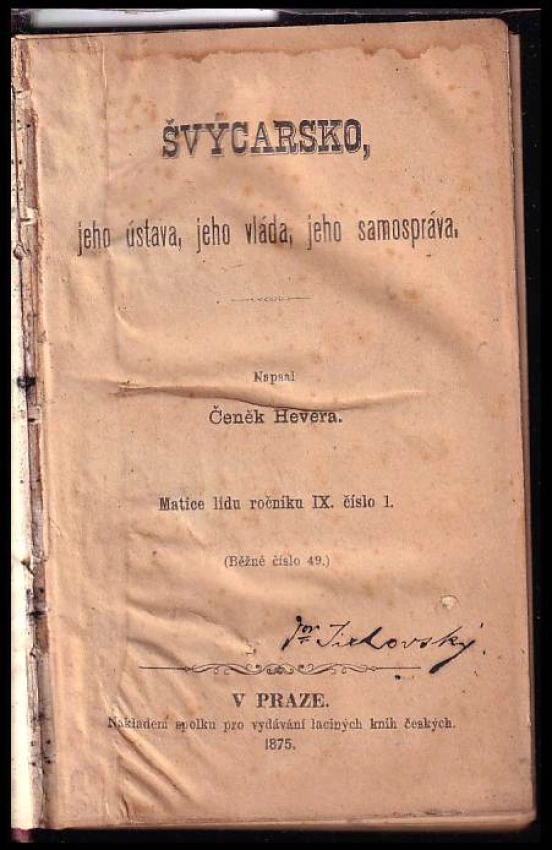 ŠVÝCARSKO,
jeho ústava, jeho vláda, jeho samospráva.
Napsal
Čeněk Hevera.
Matice lidu ročníku IX. číslo 1.
(Běžné číslo 49.)
V PRAZE.
Nakladení spolku pro vydávání laciných knih českých.
1875.